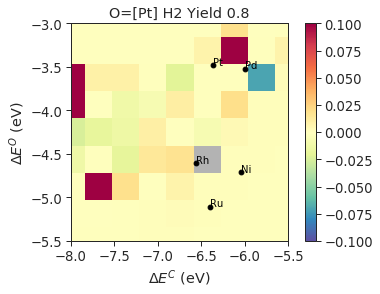 O=[Pt] H2 Yield 0.8
−3.0
−3.5
−4.0
−4.5
−5.0
−5.5
ΔE^O (eV)
Pt
Pd
Rh
Ni
Ru
−8.0 −7.5 −7.0 −6.5 −6.0 −5.5
ΔE^C (eV)
0.100
0.075
0.050
0.025
0.000
−0.025
−0.050
−0.075
−0.100